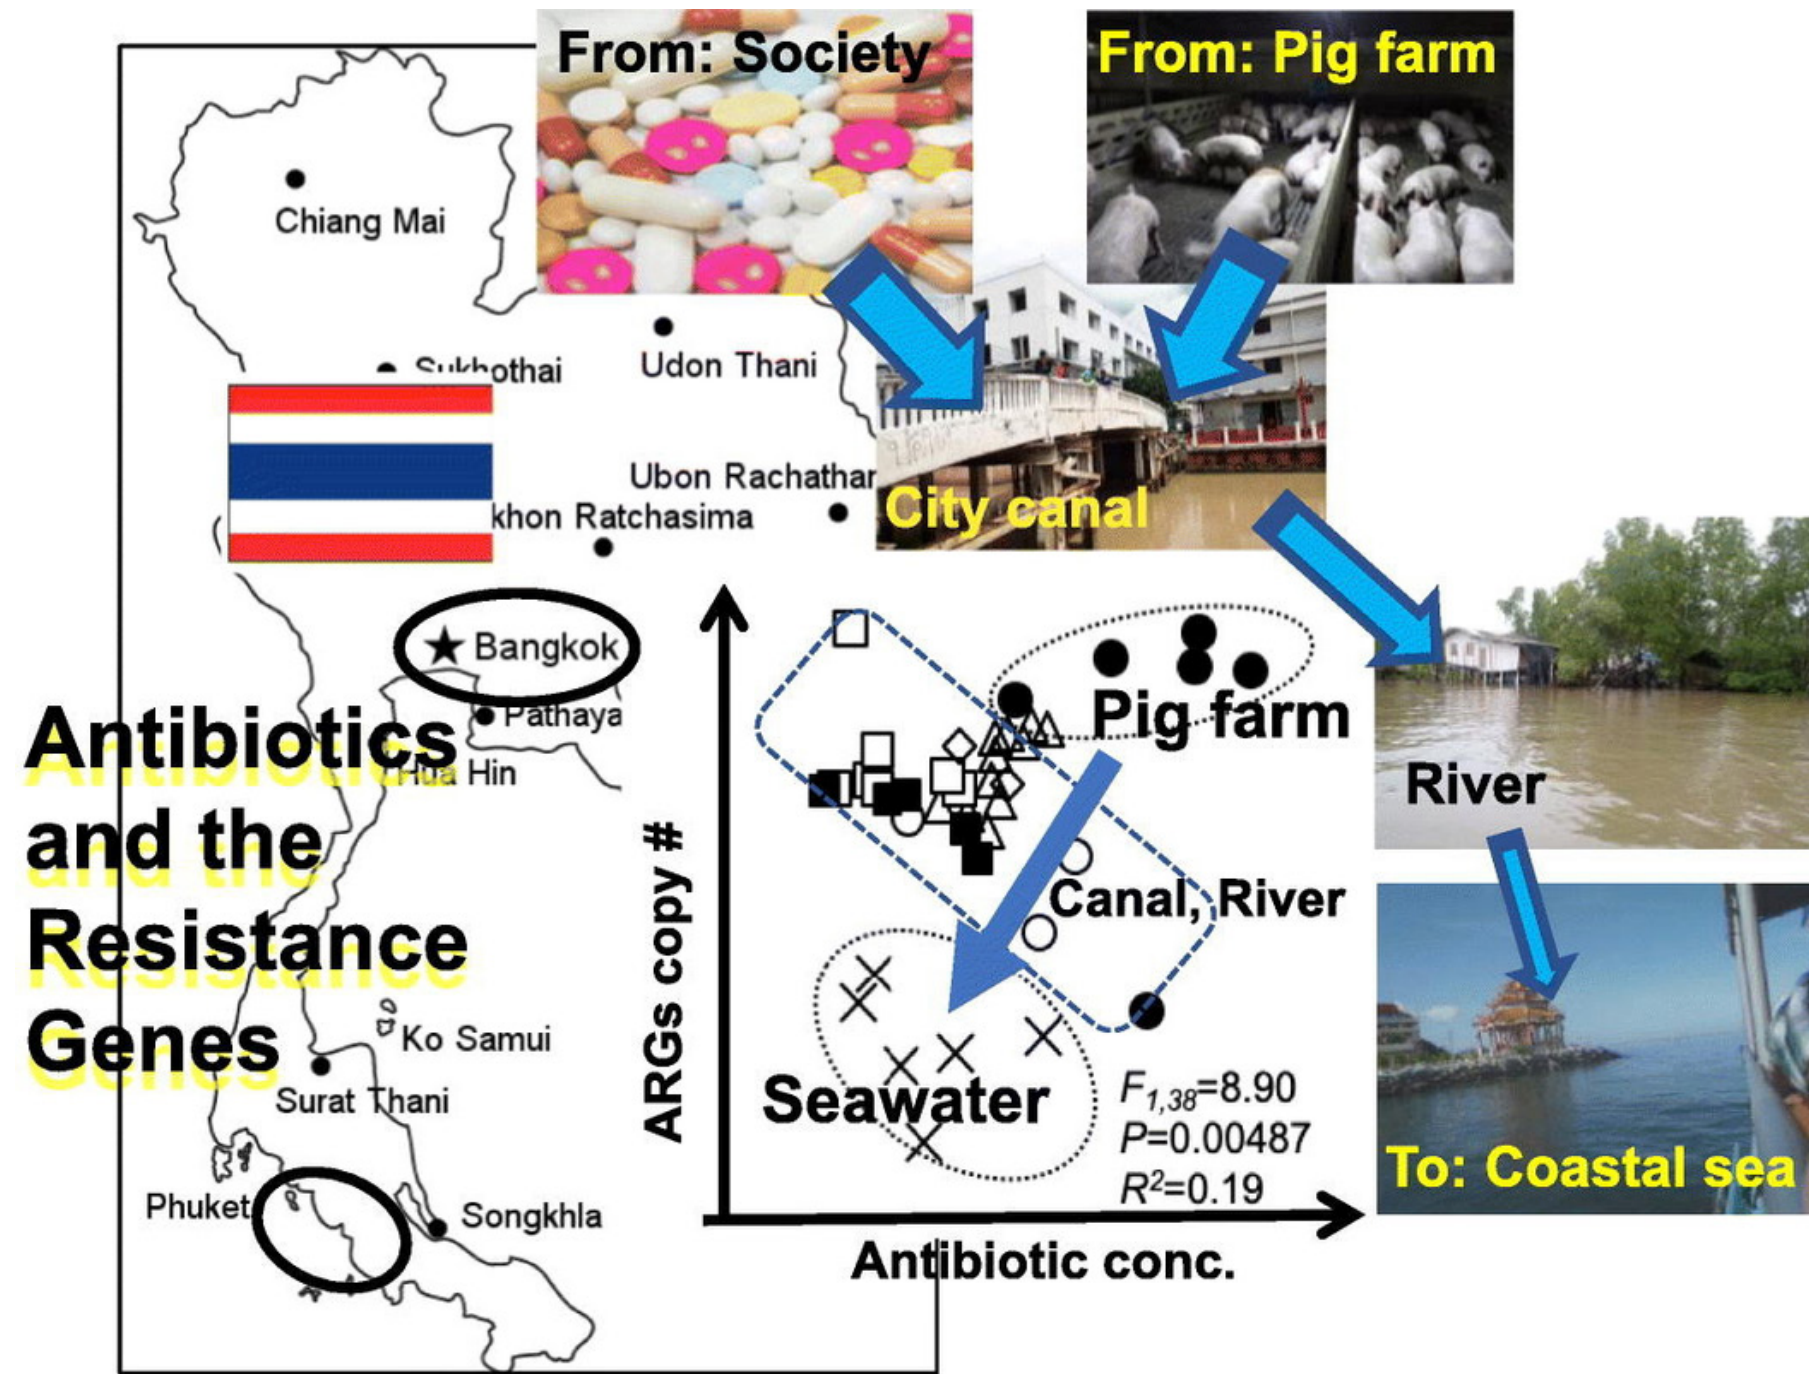 From: Society
From: Pig farm
Chiang Mai
Sukhothai
Udon Thani
Ubon Rachathan
khon Ratchasima
City canal
Bangkok
Pathaya
Hua Hin
Antibiotics
and the
Resistance
Genes
Ko Samui
Surat Thani
Phuket
Songkhla
ARGs copy #
Pig farm
Canal, River
Seawater
F1,38=8.90
P=0.00487
R2=0.19
Antibiotic conc.
River
To: Coastal sea